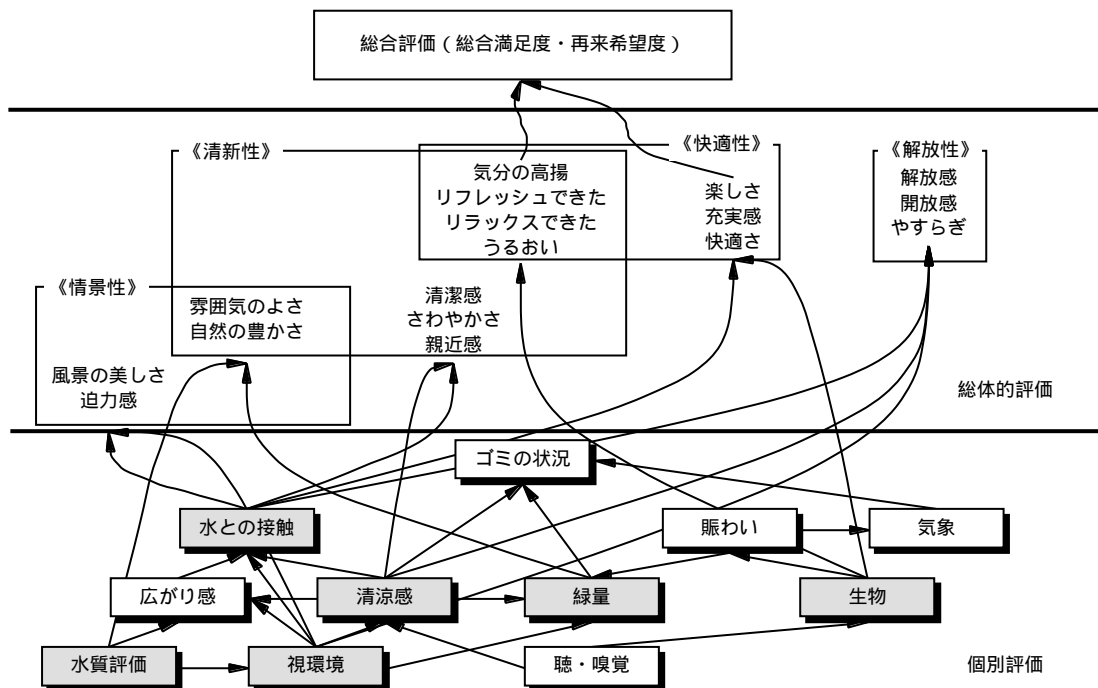 総合評価（総合満足度・再来希望度）
《清新性》
《快適性》
《解放性》
気分の高揚
リフレッシュできた
リラックスできた
うるおい
楽しさ
充実感
快適さ
解放感
開放感
やすらぎ
《情景性》
雰囲気のよさ
自然の豊かさ
清潔感
さわやかさ
親近感
風景の美しさ
迫力感
総体的評価
ゴミの状況
水との接触
賑わい
気象
広がり感
清涼感
緑量
生物
水質評価
視環境
聴・嗅覚
個別評価